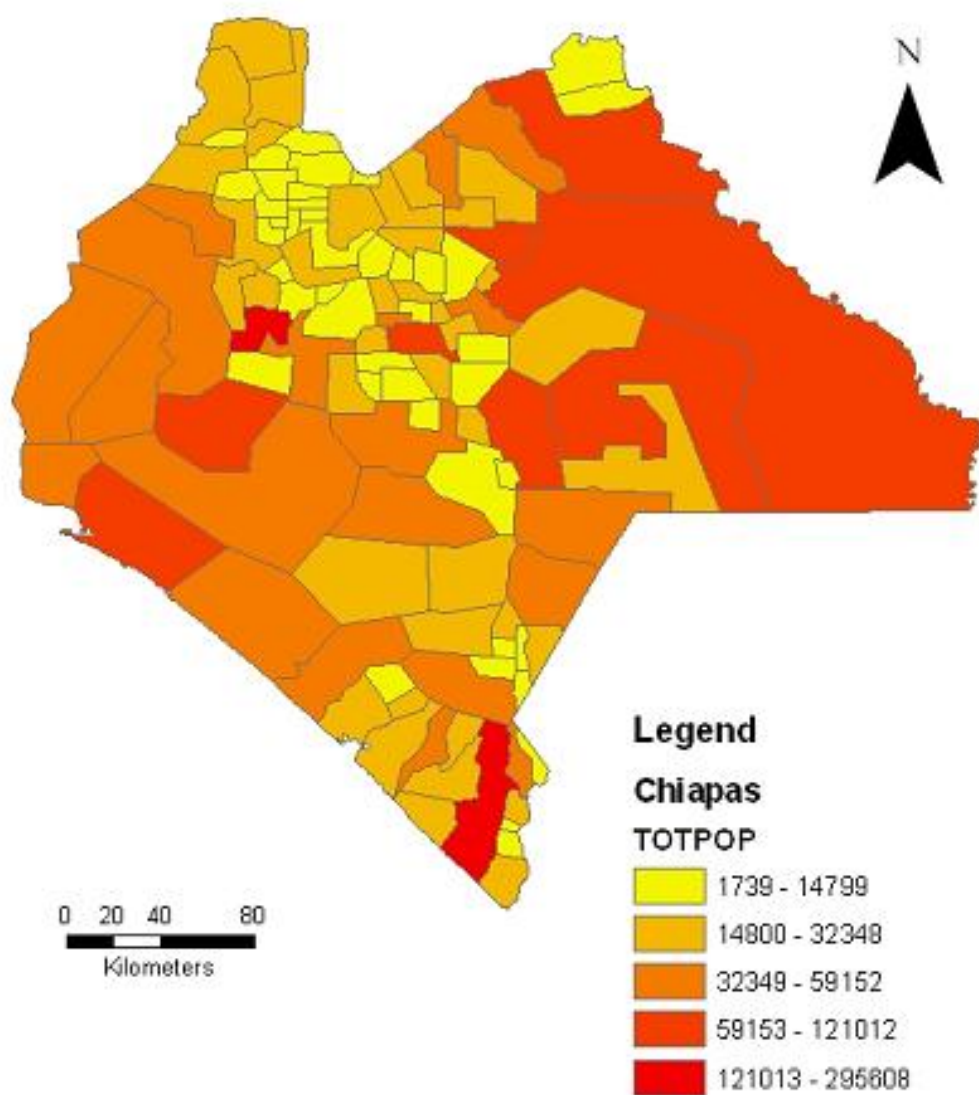 N
Legend
Chiapas
TOTPOP
1739 - 14799
14800 - 32348
32349 - 59152
59153 - 121012
121013 - 295608
0 20 40 80
Kilometers